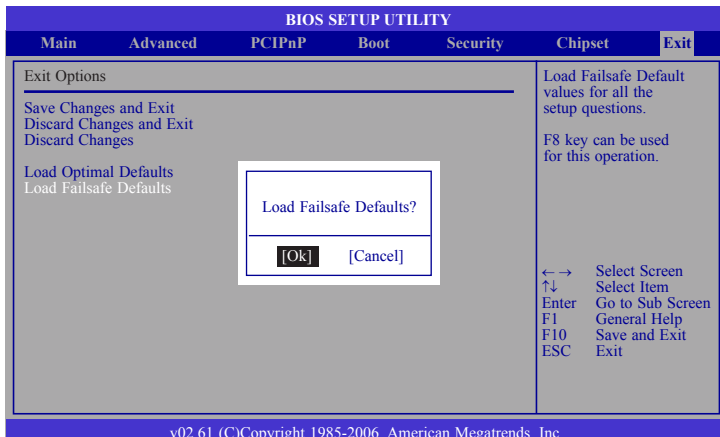 BIOS SETUP UTILITY
Main Advanced PCIPnP Boot Security Chipset Exit
Exit Options
Save Changes and Exit
Discard Changes and Exit
Discard Changes
Load Optimal Defaults
Load Failsafe Defaults
Load Failsafe Defaults?
[Ok] [Cancel]
Load Failsafe Default
values for all the
setup questions.
F8 key can be used
for this operation.
←→ Select Screen
↑↓ Select Item
Enter Go to Sub Screen
F1 General Help
F10 Save and Exit
ESC Exit
v02.61 (C)Copyright 1985-2006, American Megatrends, Inc